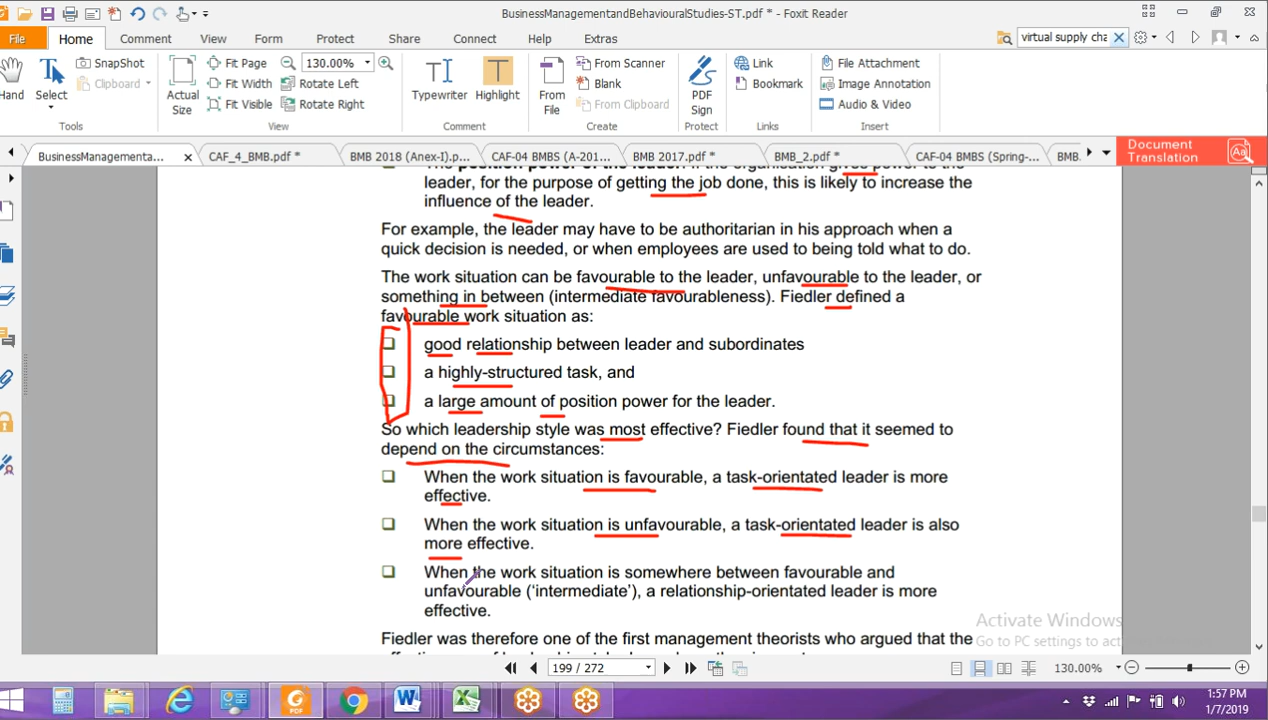 BusinessManagementandBehaviouralStudies-ST.pdf * - Foxit Reader
File Home Comment View Form Protect Share Connect Help Extras virtual supply cha
Hand Select SnapShot Clipboard Tools
Actual Size Fit Page Fit Width Fit Visible 130.00% Rotate Left Rotate Right View
Typewriter Highlight Comment
From File From Scanner Blank From Clipboard Create
PDF Sign Protect
Link Bookmark Links
File Attachment Image Annotation Audio & Video Insert
BusinessManagementa... CAF_4_BMB.pdf * BMB 2018 (Anex-I).p... CAF-04 BMBS (A-201... BMB 2017.pdf * BMB_2.pdf * CAF-04 BMBS (Spring-... BMB. Document Translation
leader, for the purpose of getting the job done, this is likely to increase the
influence of the leader.
For example, the leader may have to be authoritarian in his approach when a
quick decision is needed, or when employees are used to being told what to do.
The work situation can be favourable to the leader, unfavourable to the leader, or
something in between (intermediate favourableness). Fiedler defined a
favourable work situation as:
good relationship between leader and subordinates
a highly-structured task, and
a large amount of position power for the leader.
So which leadership style was most effective? Fiedler found that it seemed to
depend on the circumstances:
When the work situation is favourable, a task-orientated leader is more
effective.
When the work situation is unfavourable, a task-orientated leader is also
more effective.
When the work situation is somewhere between favourable and
unfavourable (‘intermediate’), a relationship-orientated leader is more
effective.
Fiedler was therefore one of the first management theorists who argued that the
Activate Windows
Go to PC settings to act
199 / 272 130.00%
1:57 PM
1/7/2019